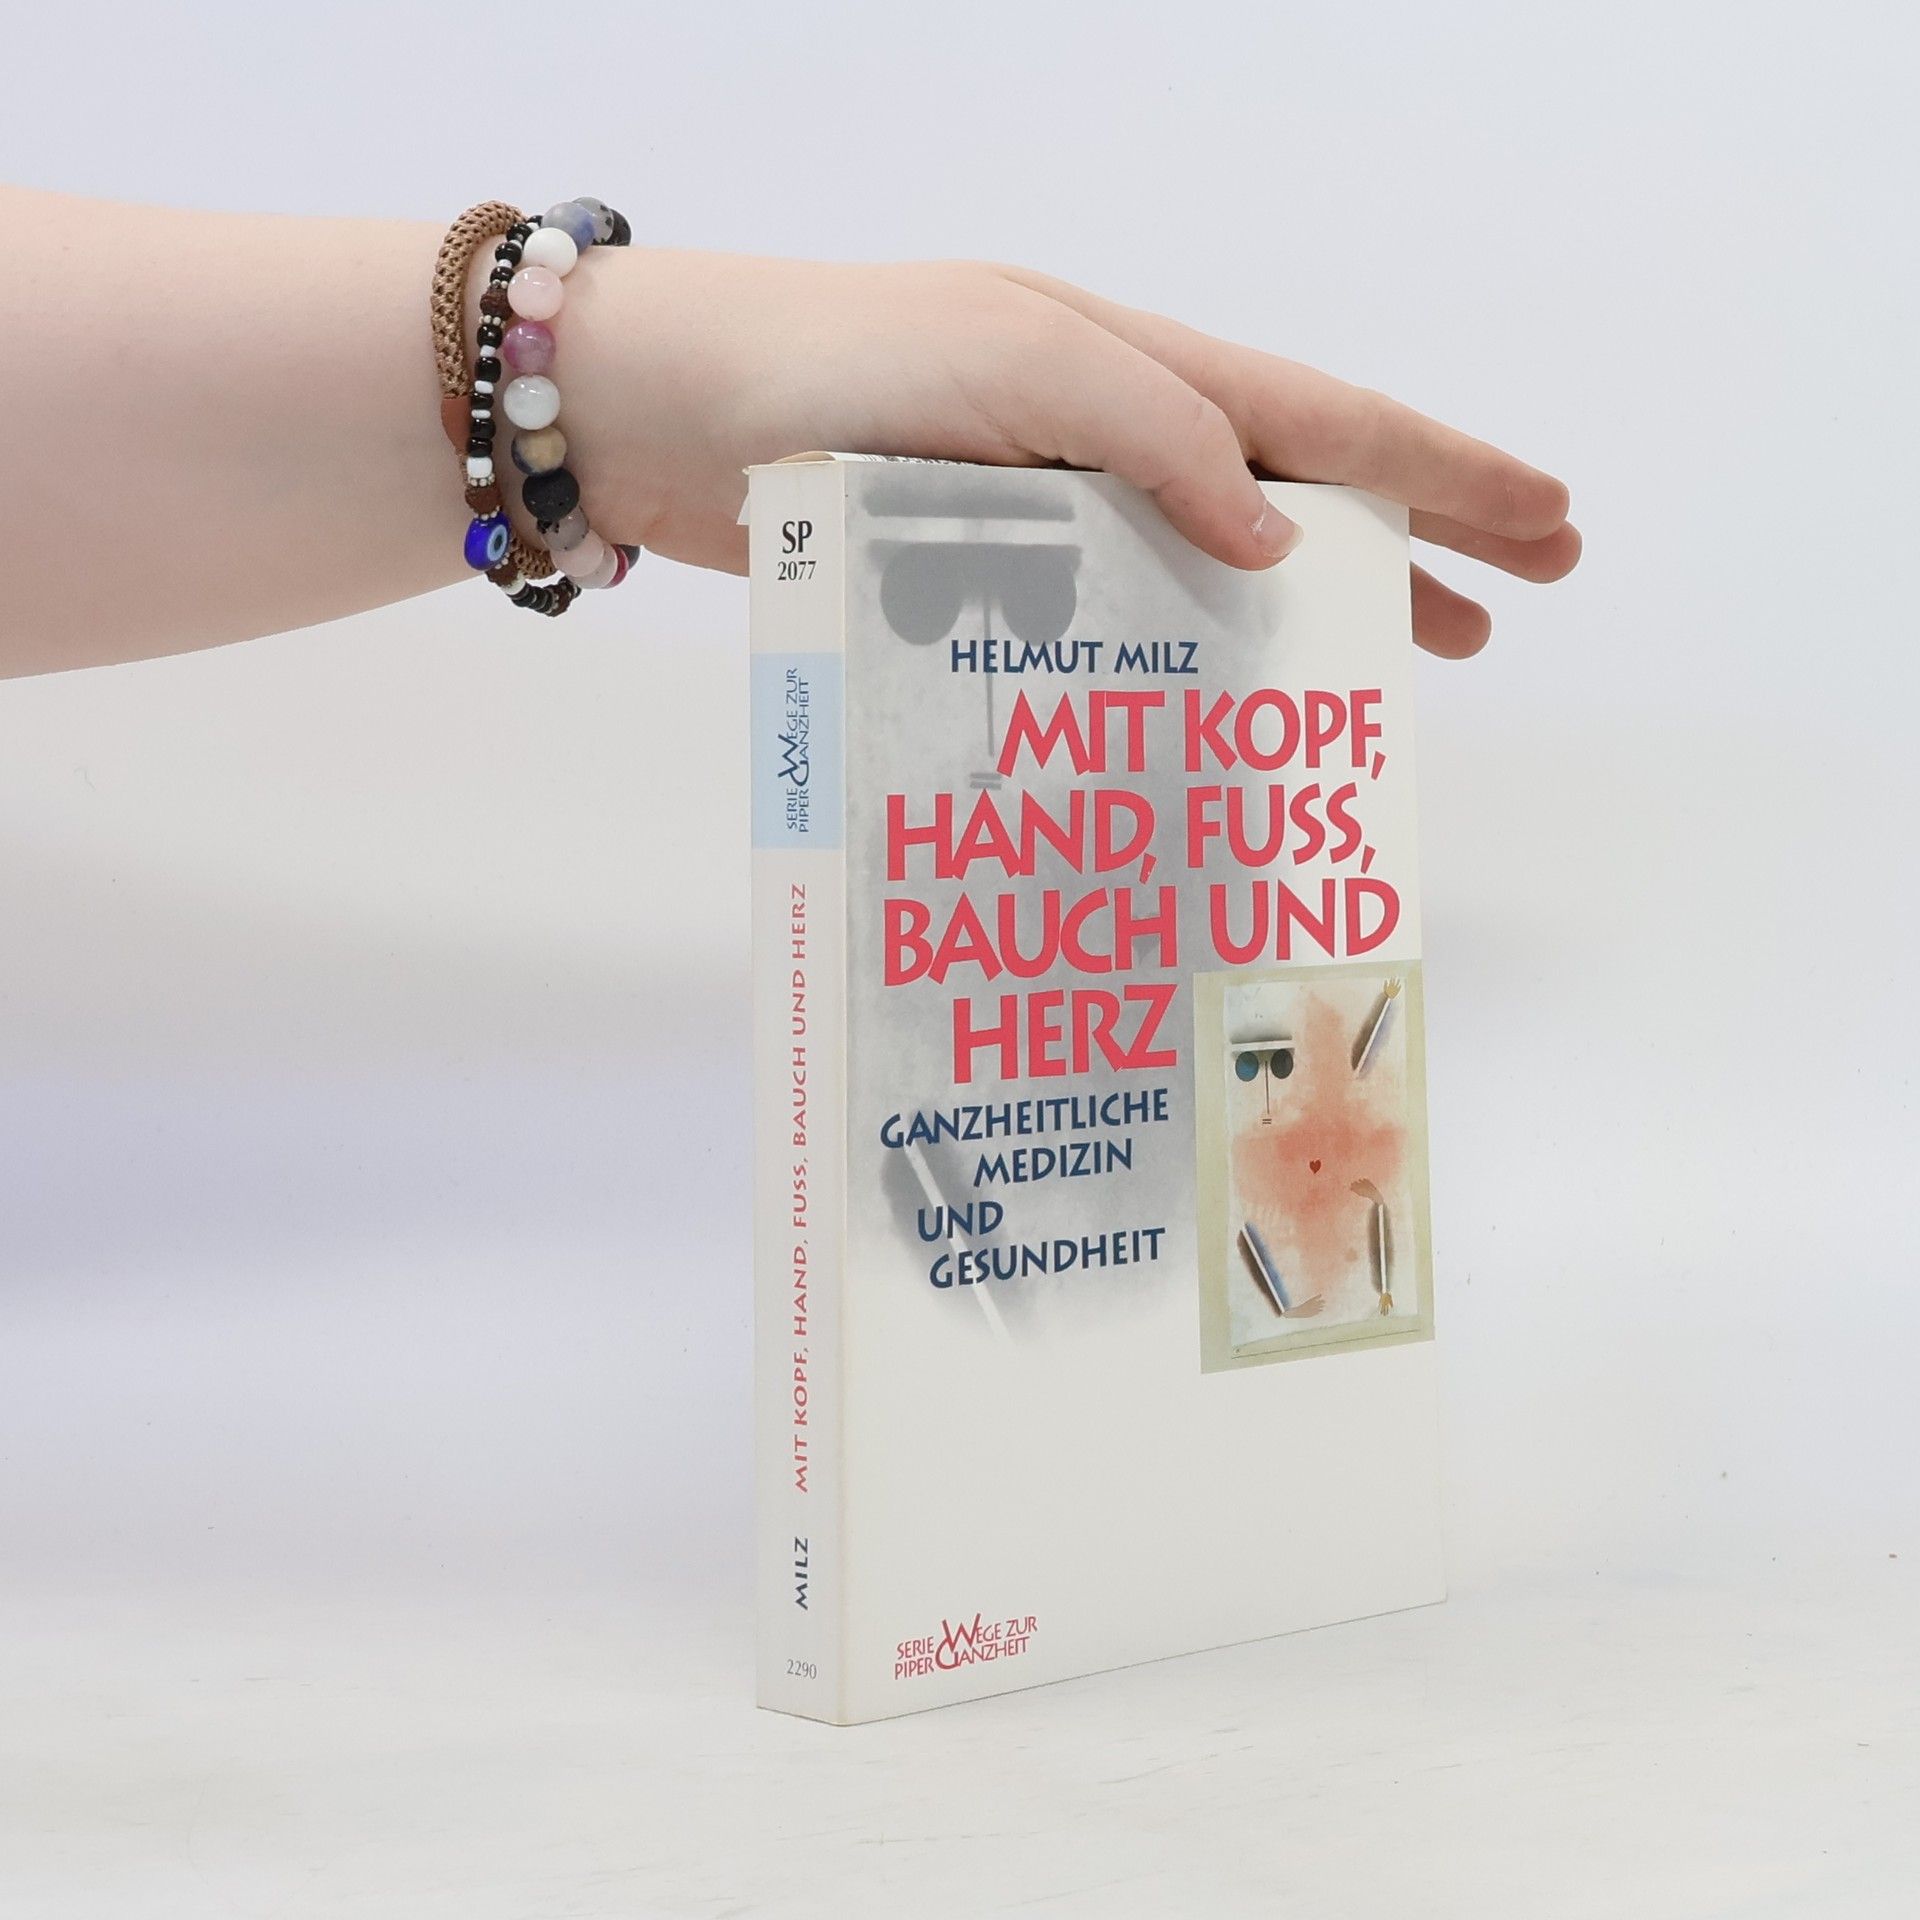 SP
2077
SERIE WEGE ZUR
PIPER GANZHEIT
MILZ MIT KOPF, HAND, FUSS, BAUCH UND HERZ
2290
HELMUT MILZ
MIT KOPF,
HAND, FUSS,
BAUCH UND
HERZ
GANZHEITLICHE
MEDIZIN
UND
GESUNDHEIT
SERIE WEGE ZUR
PIPER GANZHEIT